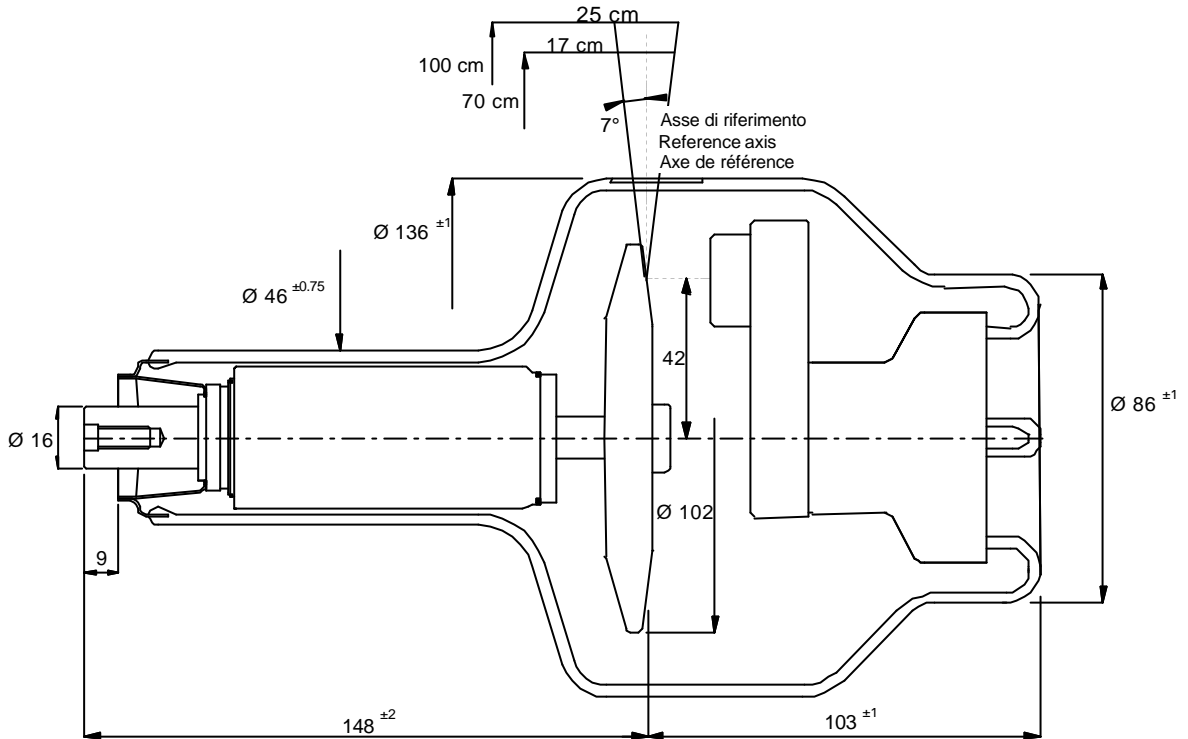 25 cm
17 cm
100 cm
70 cm
7°
Asse di riferimento
Reference axis
Axe de référence
Ø 136 ±1
Ø 46 ±0.75
42
Ø 86 ±1
Ø 16
Ø 102
9
148 ±2
103 ±1